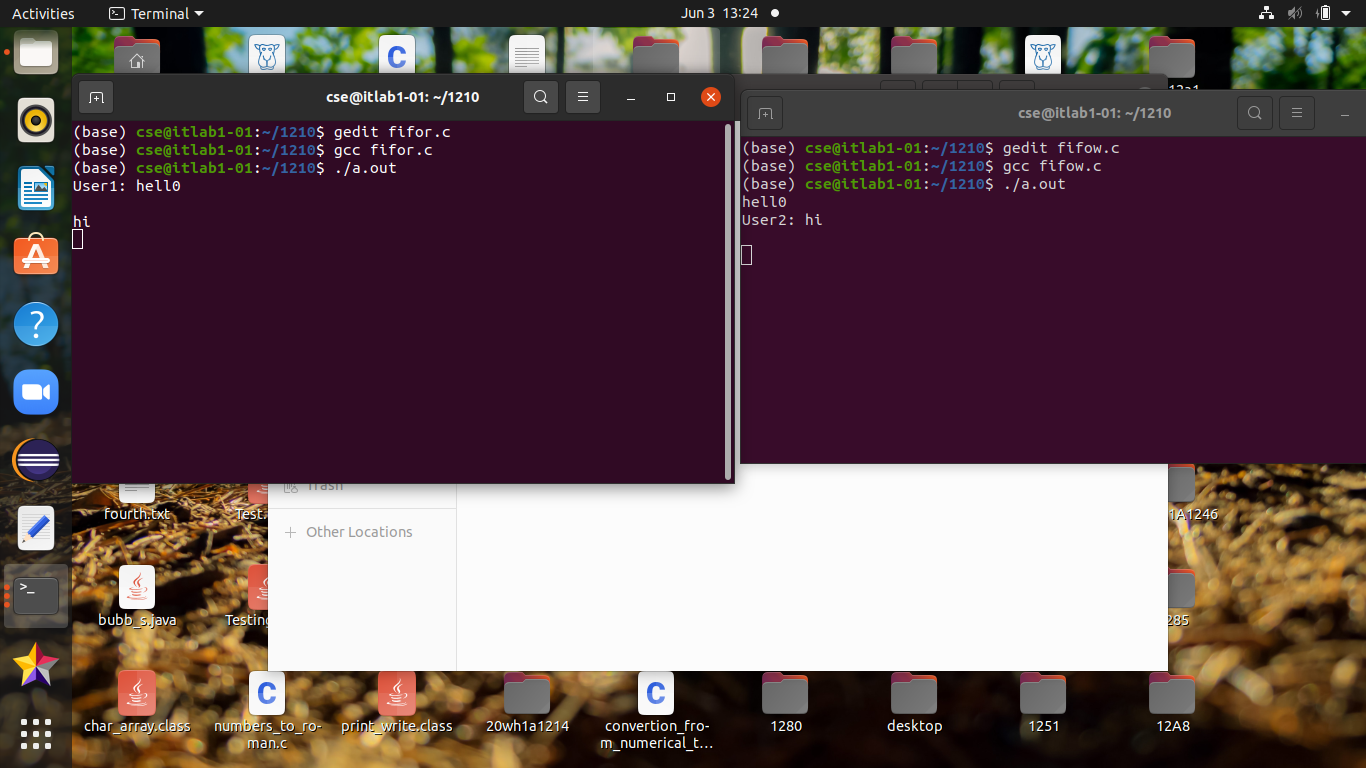 Activities
Terminal
Jun 3 13:24
cse@itlab1-01: ~/1210
(base) cse@itlab1-01:~/1210$ gedit fifor.c
(base) cse@itlab1-01:~/1210$ gcc fifor.c
(base) cse@itlab1-01:~/1210$ ./a.out
User1: hell0
hi
cse@itlab1-01: ~/1210
(base) cse@itlab1-01:~/1210$ gedit fifow.c
(base) cse@itlab1-01:~/1210$ gcc fifow.c
(base) cse@itlab1-01:~/1210$ ./a.out
hell0
User2: hi
Trash
Other Locations
fourth.txt
Test.
1A1246
bubb_s.java
Testing
285
char_array.class
numbers_to_ro-
man.c
print_write.class
20wh1a1214
convertion_fro-
m_numerical_t...
1280
desktop
1251
12A8